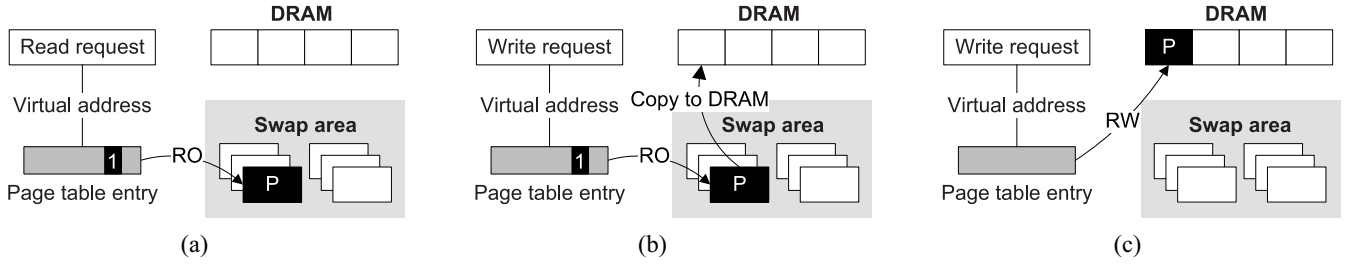 DRAM
Read request
Virtual address
Swap area
1
RO
P
Page table entry
(a)
DRAM
Write request
Virtual address
Copy to DRAM
Swap area
1
RO
P
Page table entry
(b)
DRAM
Write request
P
Virtual address
RW
Swap area
Page table entry
(c)